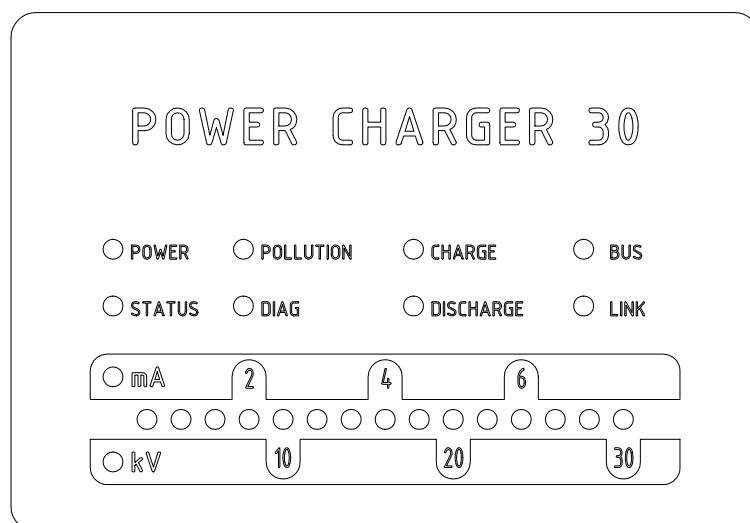 POWER CHARGER 30
POWER POLLUTION CHARGE BUS
STATUS DIAG DISCHARGE LINK
mA 2 4 6
kV 10 20 30